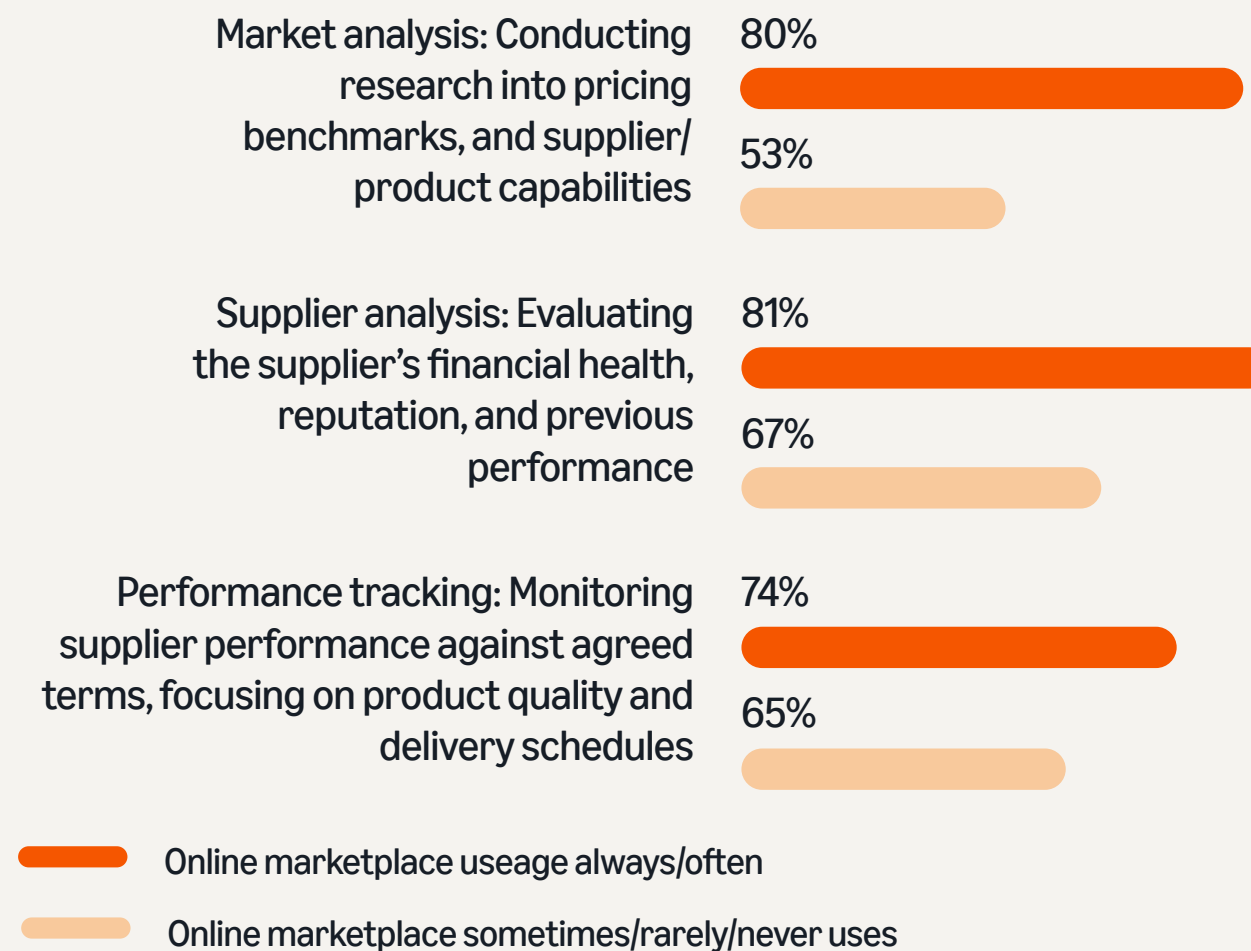 Market analysis: Conducting
research into pricing
benchmarks, and supplier/
product capabilities
80%
53%
Supplier analysis: Evaluating
the supplier’s financial health,
reputation, and previous
performance
81%
67%
Performance tracking: Monitoring
supplier performance against agreed
terms, focusing on product quality and
delivery schedules
74%
65%
Online marketplace useage always/often
Online marketplace sometimes/rarely/never uses